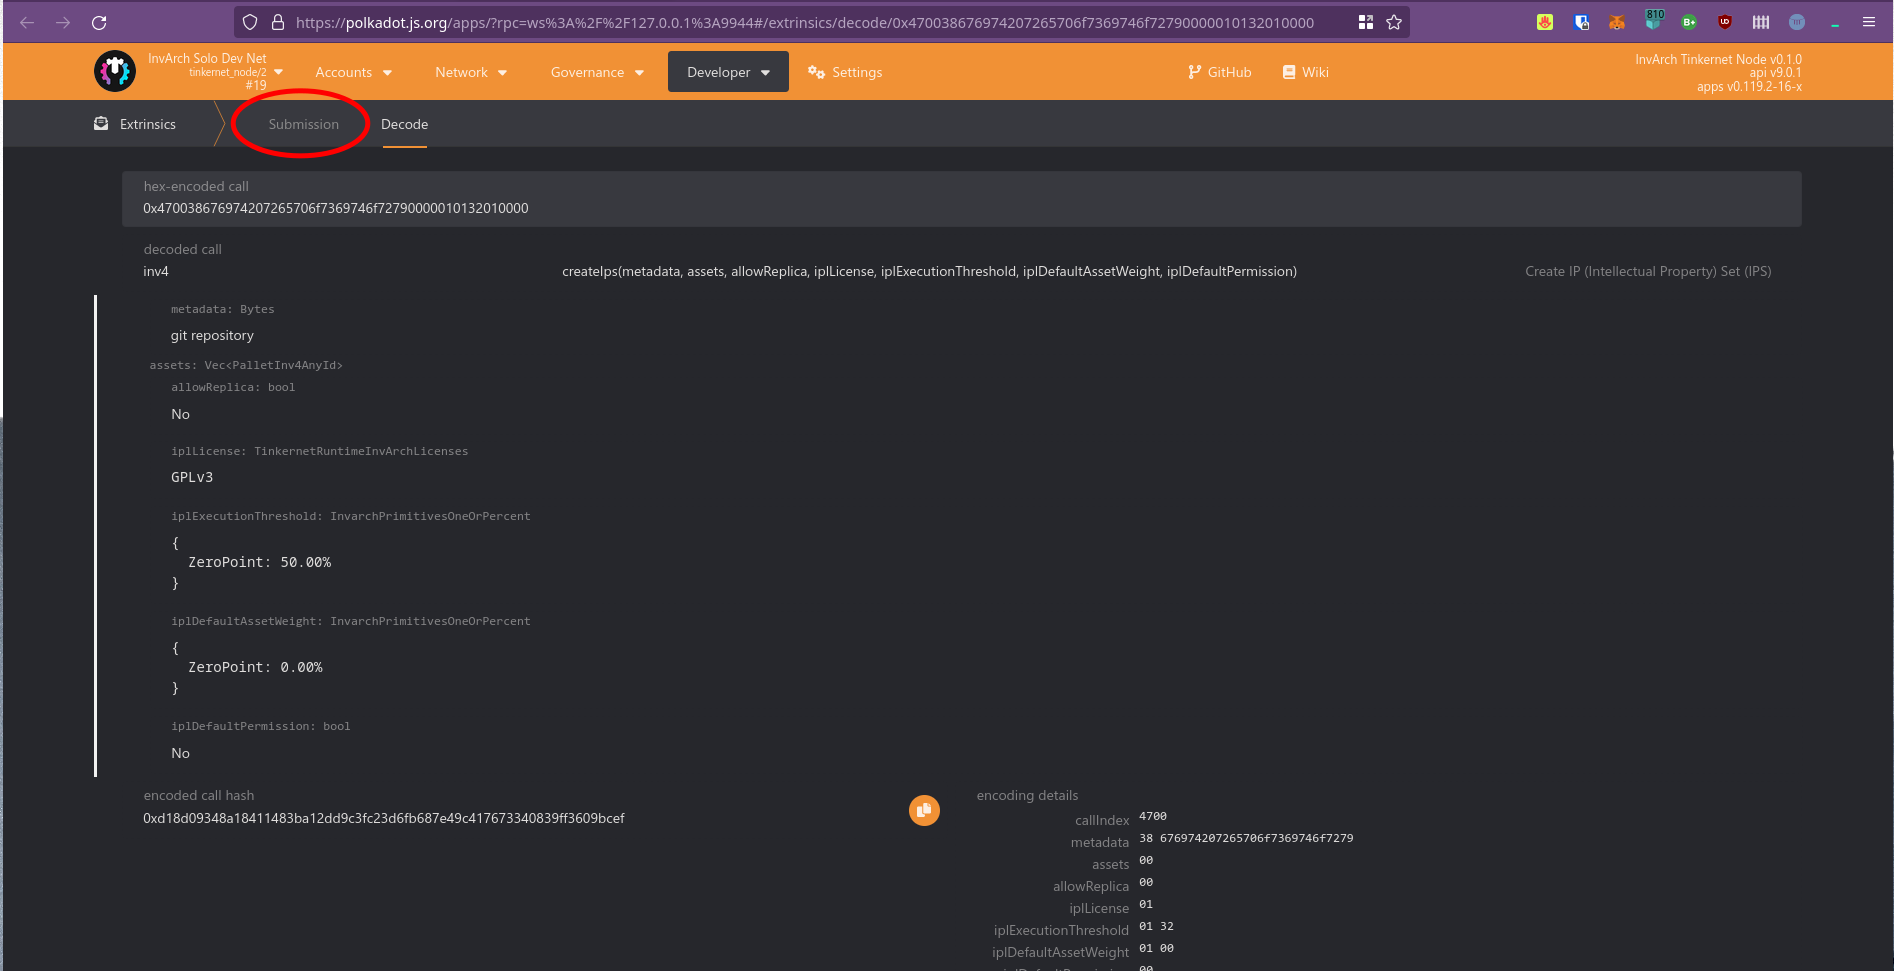 https://polkadot.js.org/apps/?rpc=ws%3A%2F%2F127.0.0.1%3A9944#/extrinsics/decode/0x470038676974207265706f7369746f72790000010132010000
810
B+
InvArch Solo Dev Net
tinkernet_node/2
#19
Accounts
Network
Governance
Developer
Settings
GitHub
Wiki
InvArch Tinkernet Node v0.1.0
api v9.0.1
apps v0.119.2-16-x
Extrinsics
Submission
Decode
hex-encoded call
0x470038676974207265706f7369746f72790000010132010000
decoded call
inv4
createIps(metadata, assets, allowReplica, iplLicense, iplExecutionThreshold, iplDefaultAssetWeight, iplDefaultPermission)
Create IP (Intellectual Property) Set (IPS)
metadata: Bytes
git repository
assets: Vec<PalletInv4AnyId>
allowReplica: bool
No
iplLicense: TinkernetRuntimeInvArchLicenses
GPLv3
iplExecutionThreshold: InvarchPrimitivesOneOrPercent
{
ZeroPoint: 50.00%
}
iplDefaultAssetWeight: InvarchPrimitivesOneOrPercent
{
ZeroPoint: 0.00%
}
iplDefaultPermission: bool
No
encoded call hash
0xd18d09348a18411483ba12dd9c3fc23d6fb687e49c417673340839ff3609bcef
encoding details
callIndex 4700
metadata 38 676974207265706f7369746f7279
assets 00
allowReplica 00
iplLicense 01
iplExecutionThreshold 01 32
iplDefaultAssetWeight 01 00